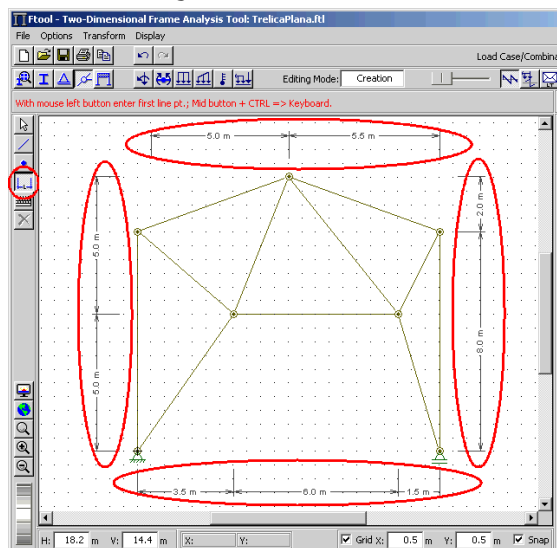 Ftool - Two-Dimensional Frame Analysis Tool: TrelicaPlana.ftl
File Options Transform Display
Load Case/Combina
Editing Mode: Creation
With mouse left button enter first line pt.; Mid button + CTRL => Keyboard.
5.0 m 5.5 m
2.0 m
5.0 m
8.0 m
5.0 m
3.5 m 6.0 m 1.5 m
H: 18.2 m V: 14.4 m X: Y: Grid X: 0.5 m Y: 0.5 m Snap